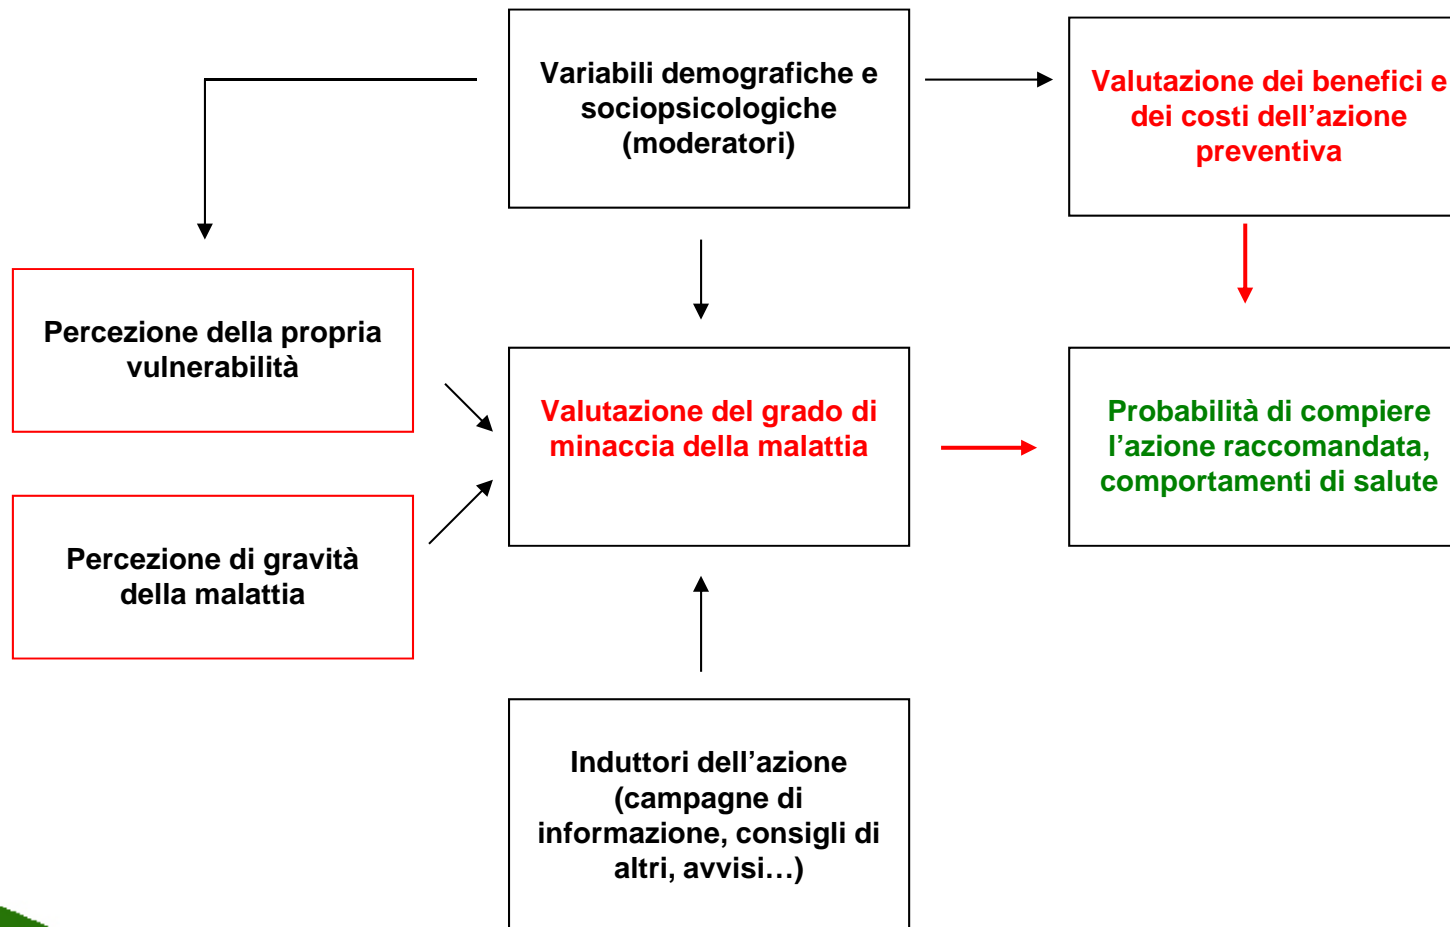 Variabili demografiche e
sociopsicologiche
(moderatori)
Valutazione dei benefici e
dei costi dell’azione
preventiva
Percezione della propria
vulnerabilità
Valutazione del grado di
minaccia della malattia
Probabilità di compiere
l’azione raccomandata,
comportamenti di salute
Percezione di gravità
della malattia
Induttori dell’azione
(campagne di
informazione, consigli di
altri, avvisi…)